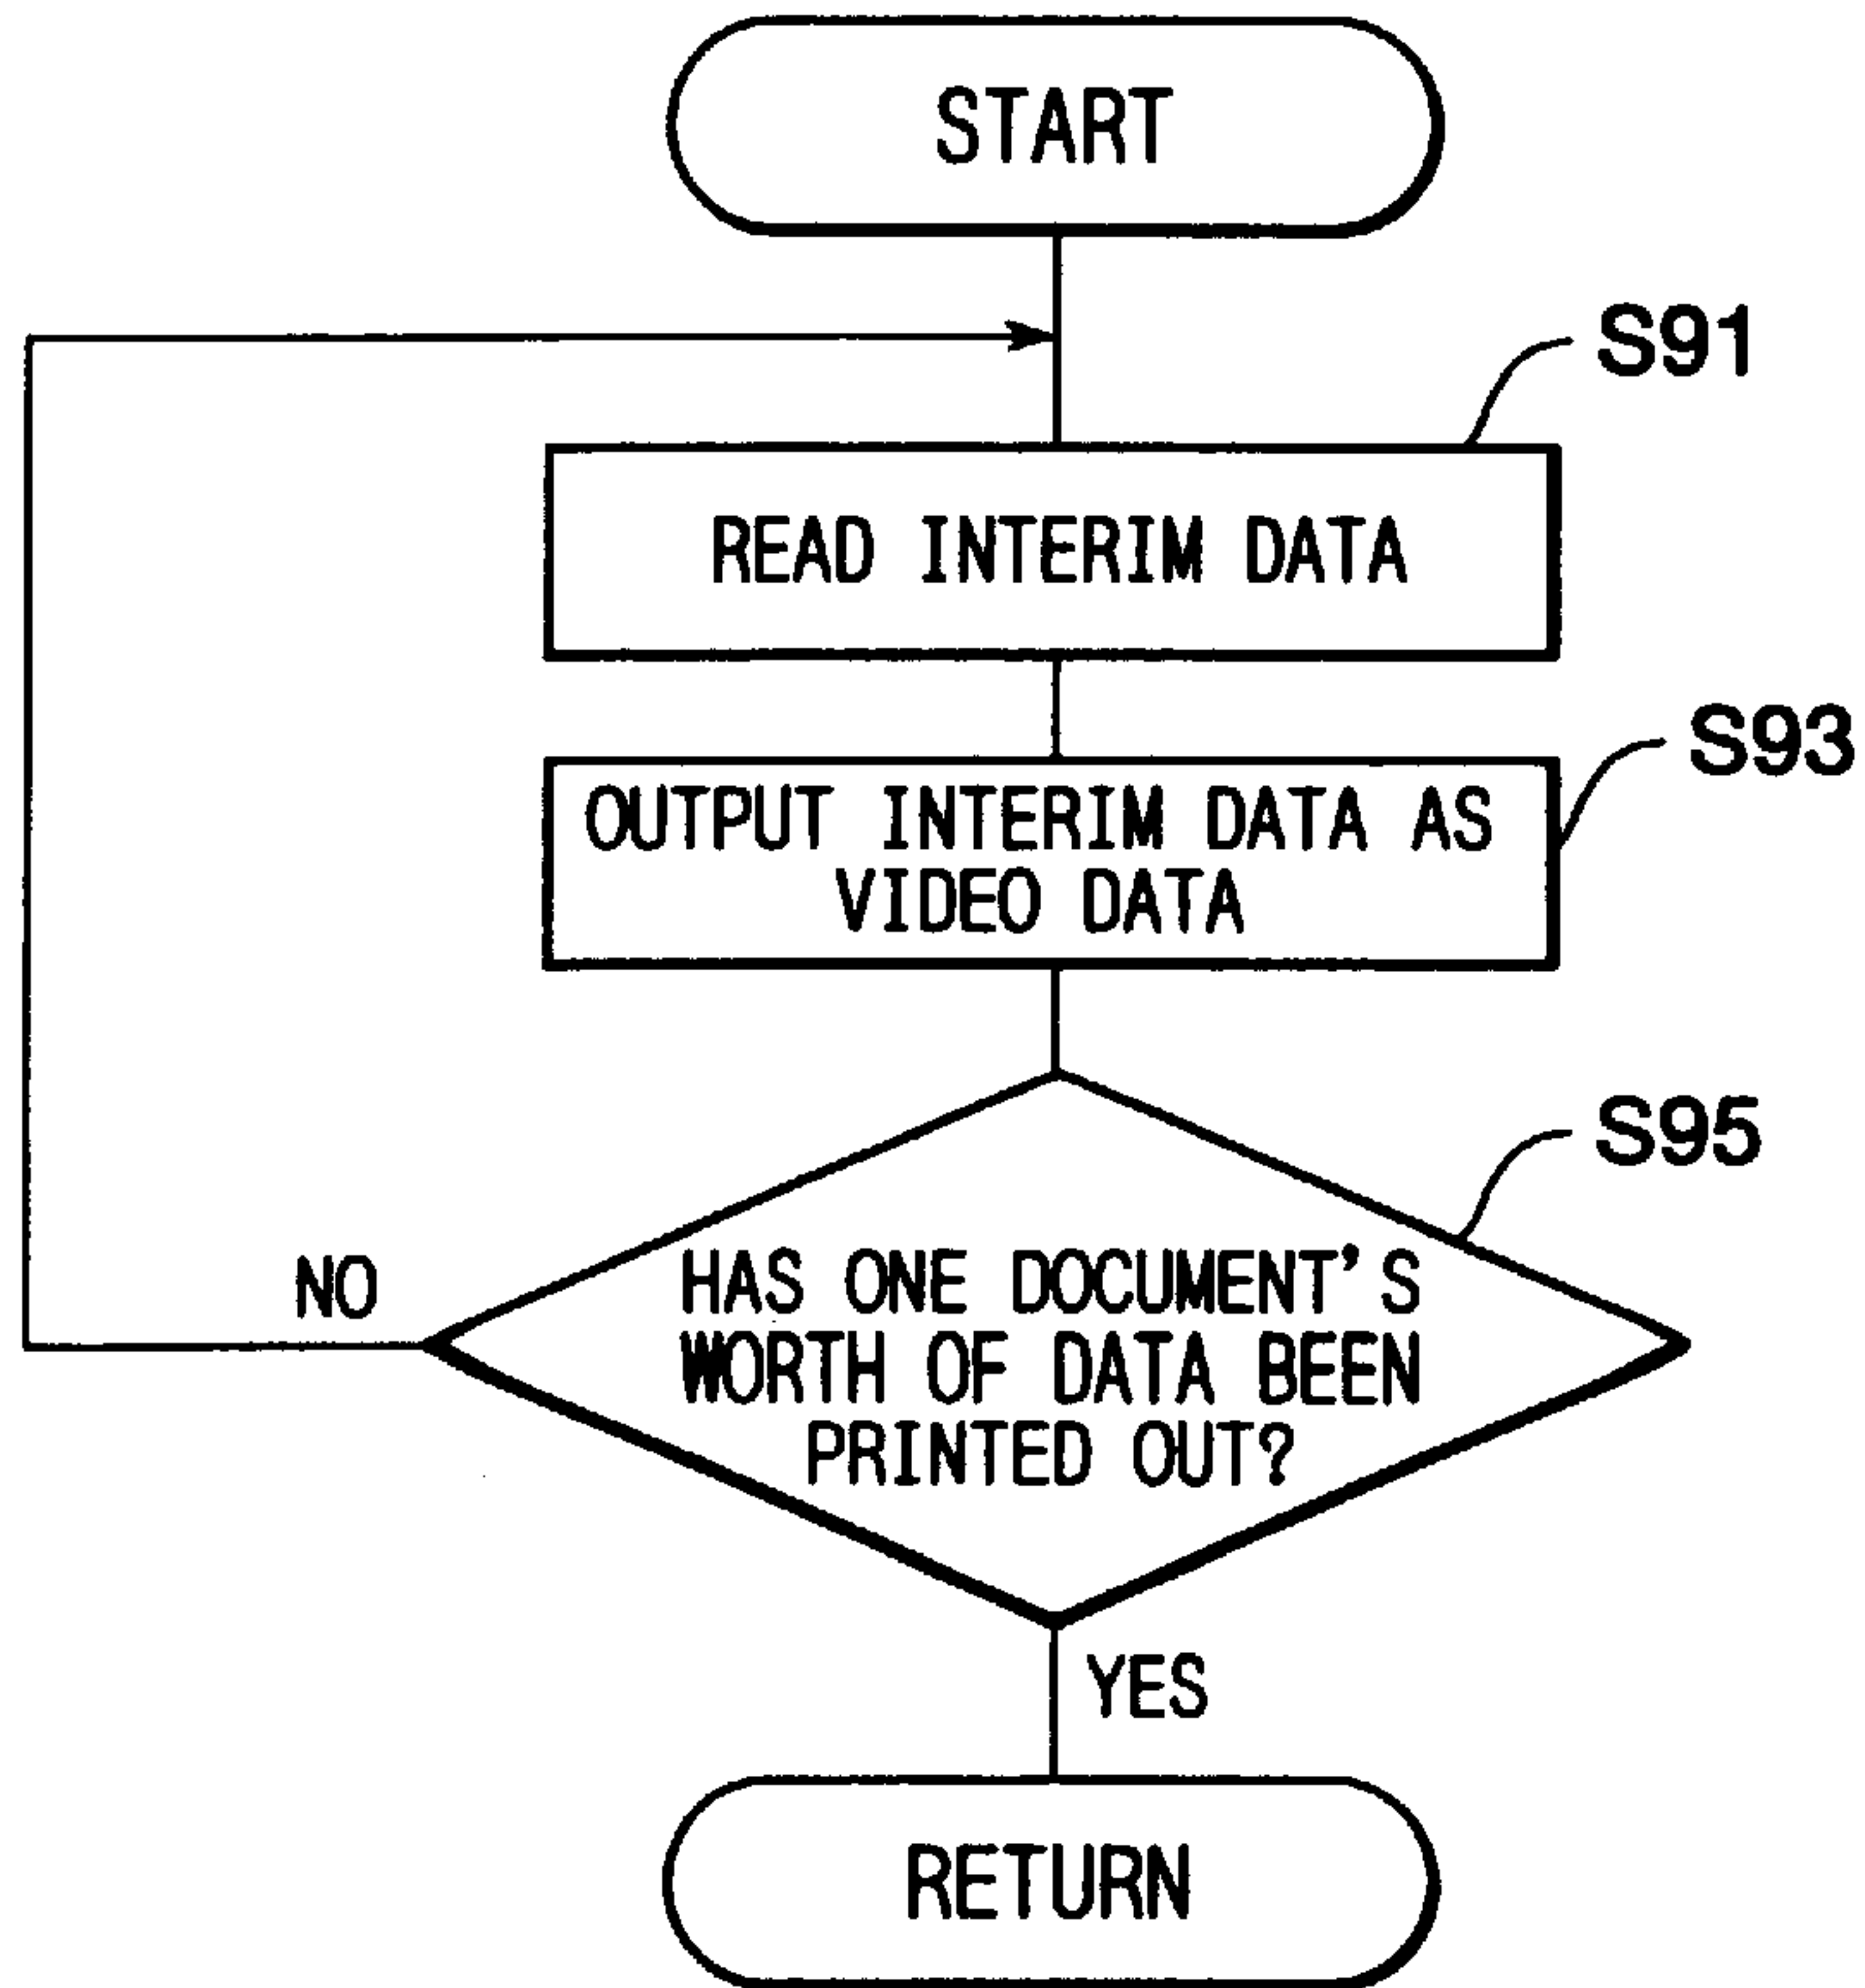 START
S91
READ INTERIM DATA
S93
OUTPUT INTERIM DATA AS
VIDEO DATA
S95
NO
HAS ONE DOCUMENT'S
WORTH OF DATA BEEN
PRINTED OUT?
YES
RETURN